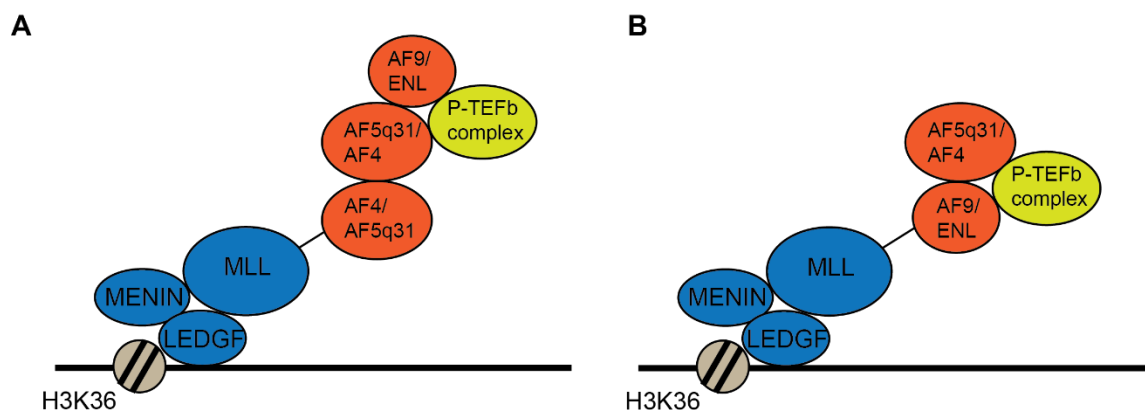 A
AF9/
ENL
P-TEFb
complex
AF5q31/
AF4
AF4/
AF5q31
MLL
MENIN
LEDGF
H3K36
B
AF5q31/
AF4
P-TEFb
complex
AF9/
ENL
MLL
MENIN
LEDGF
H3K36